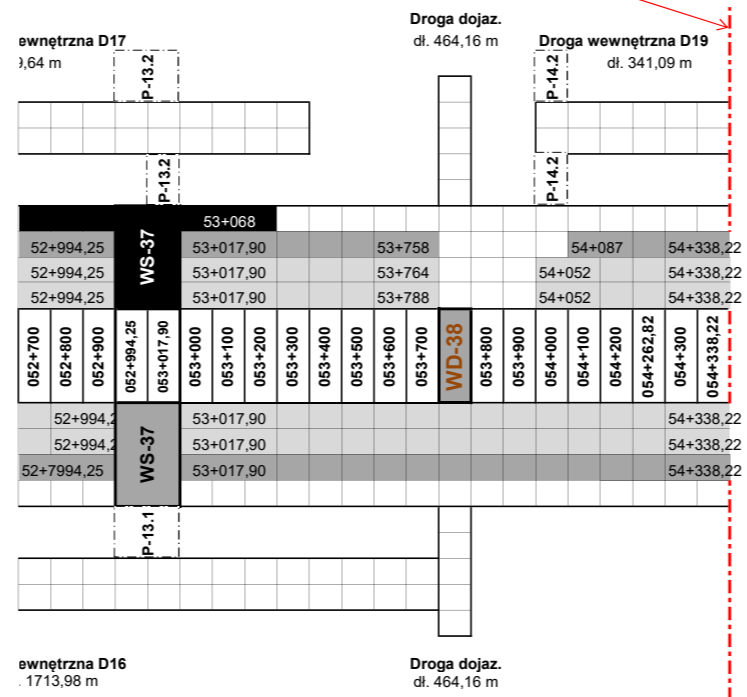 Droga dojaz.
ewnętrzna D17
dł. 464,16 m
Droga wewnętrzna D19
9,64 m
dł. 341,09 m
P-13.2
P-14.2
P-13.2
P-14.2
53+068
WS-37
52+994,25
53+017,90
53+758
54+087
54+338,22
52+994,25
53+017,90
53+764
54+052
54+338,22
52+994,25
53+017,90
53+788
54+052
54+338,22
052+700
052+800
052+900
052+994,25
053+017,90
053+000
053+100
053+200
053+300
053+400
053+500
053+600
053+700
WD-38
053+800
053+900
054+000
054+100
054+200
054+262,82
054+300
054+338,22
52+994,2
53+017,90
54+338,22
52+994,2
53+017,90
54+338,22
WS-37
52+7994,25
53+017,90
54+338,22
P-13.1
ewnętrzna D16
. 1713,98 m
Droga dojaz.
dł. 464,16 m